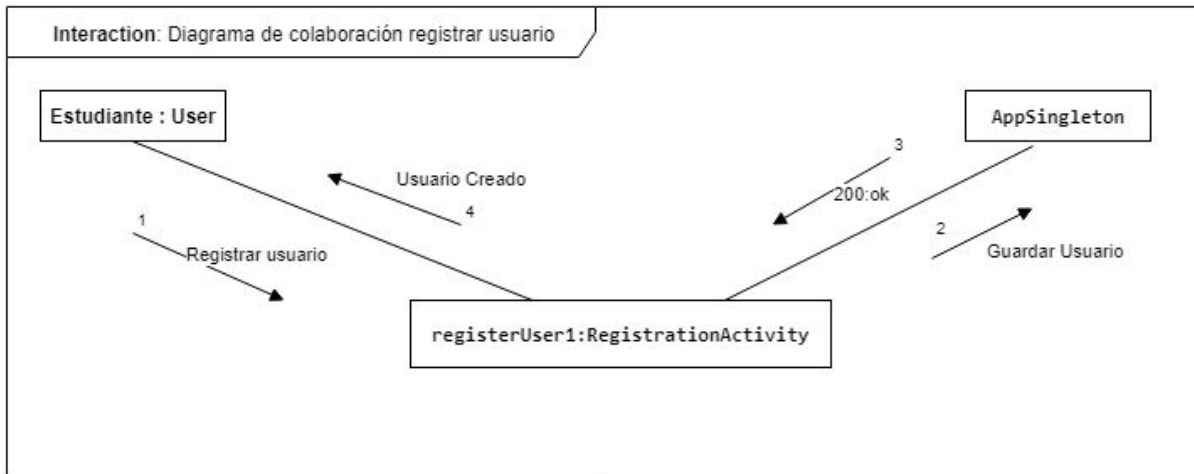 Interaction: Diagrama de colaboración registrar usuario
Estudiante : User
AppSingleton
3
Usuario Creado
200:ok
4
1
2
Registrar usuario
Guardar Usuario
registerUser1:RegistrationActivity